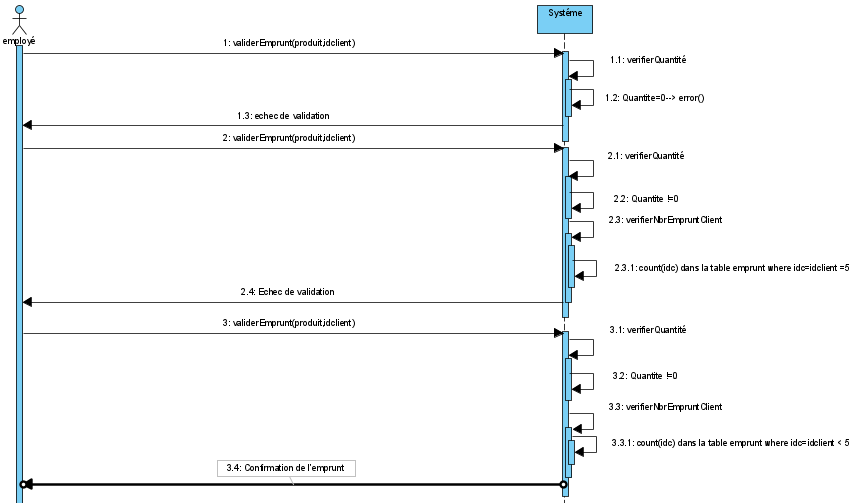 Système
employé
1: validerEmprunt(produit,idclient)
1.1: verifierQuantité
1.2: Quantite=0--> error()
1.3: echec de validation
2: validerEmprunt(produit,idclient)
2.1: verifierQuantité
2.2: Quantite !=0
2.3: verifierNbrEmpruntClient
2.3.1: count(idc) dans la table emprunt where idc=idclient =5
2.4: Echec de validation
3: validerEmprunt(produit,idclient)
3.1: verifierQuantité
3.2: Quantite !=0
3.3: verifierNbrEmpruntClient
3.3.1: count(idc) dans la table emprunt where idc=idclient < 5
3.4: Confirmation de l'emprunt